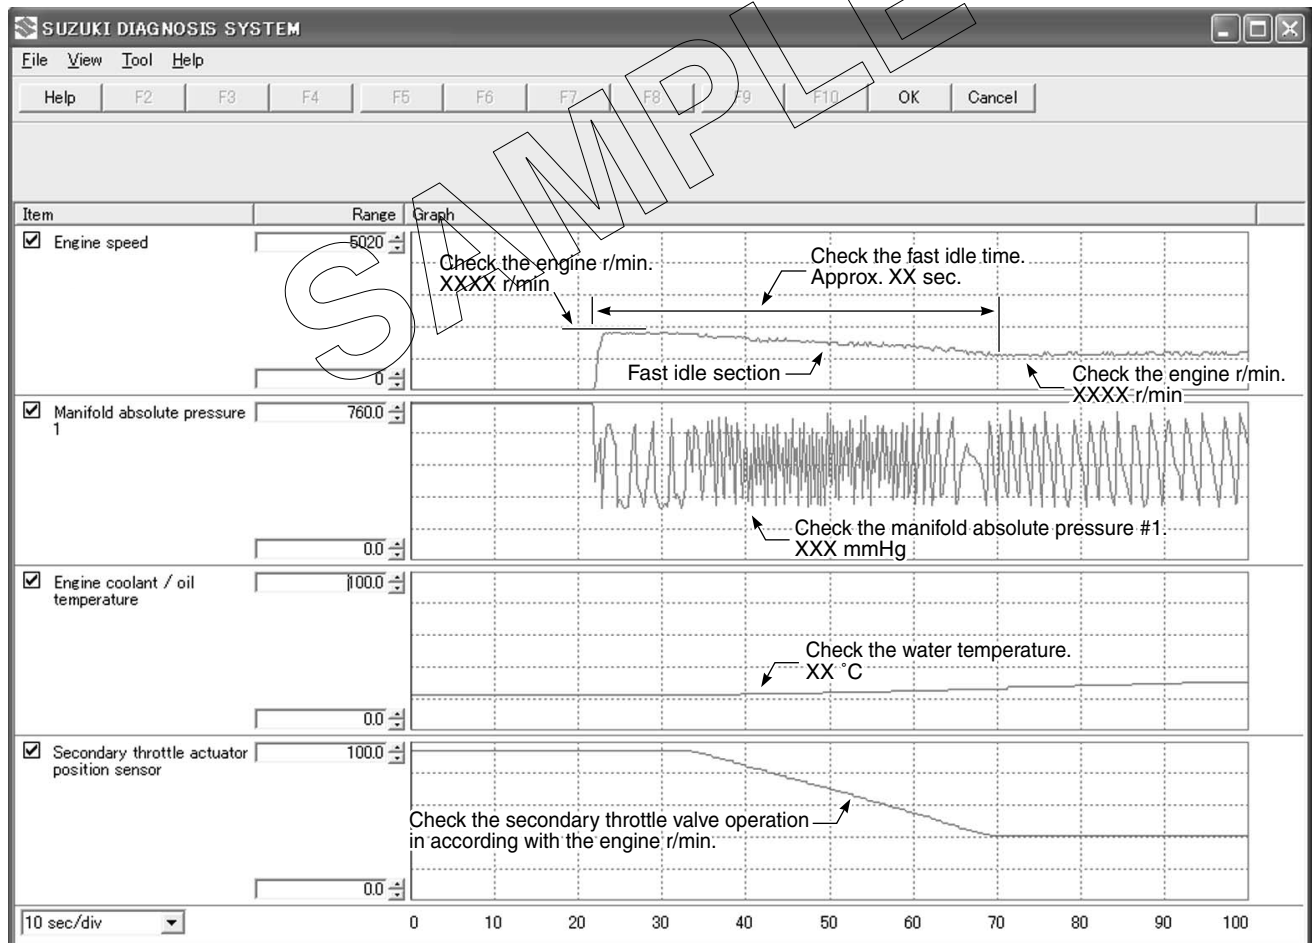 SUZUKI DIAGNOSIS SYSTEM
File View Tool Help
Help F2 F3 F4 F5 F6 F7 F8 F9 F10 OK Cancel
SAMPLE
Item Range Graph
Engine speed 5020
0
Check the engine r/min.
XXXX r/min
Check the fast idle time.
Approx. XX sec.
Fast idle section
Check the engine r/min.
XXXX r/min
Manifold absolute pressure
1
760.0
0.0
Check the manifold absolute pressure #1.
XXX mmHg
Engine coolant / oil
temperature
100.0
0.0
Check the water temperature.
XX ˚C
Secondary throttle actuator
position sensor
100.0
0.0
Check the secondary throttle valve operation
in according with the engine r/min.
10 sec/div
0 10 20 30 40 50 60 70 80 90 100